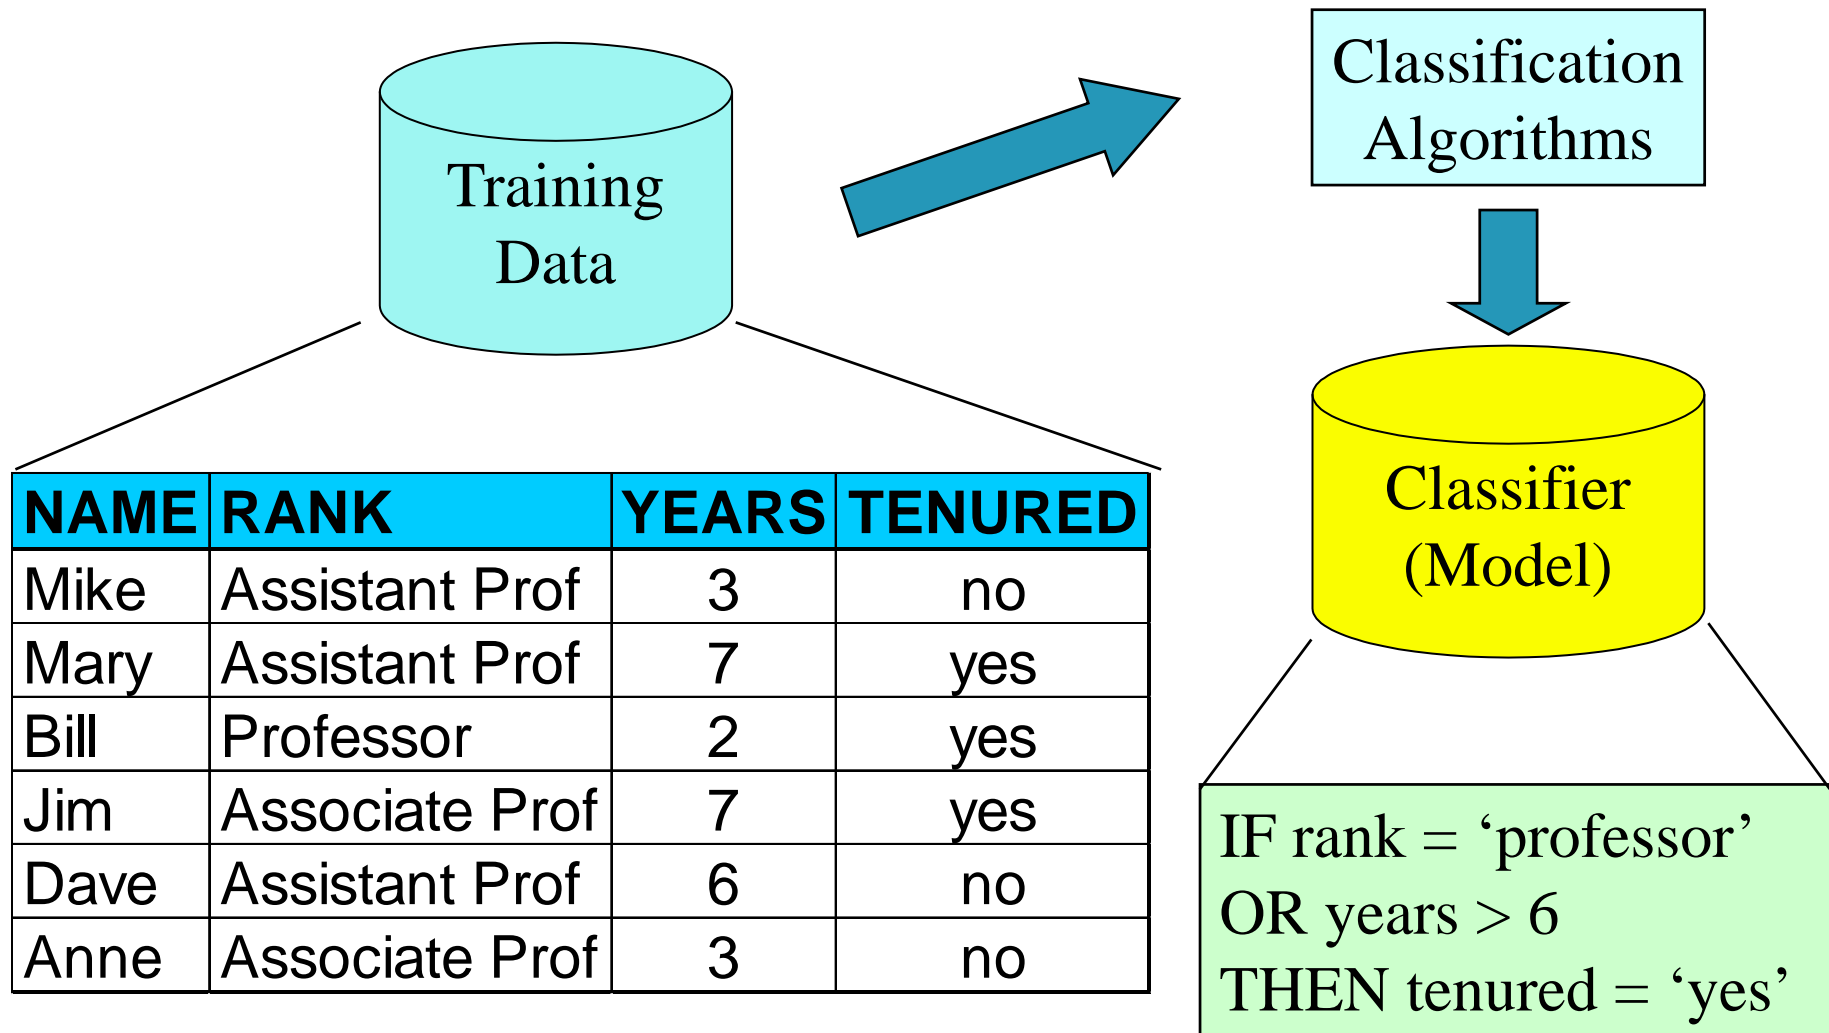 Training
Data
Classification
Algorithms
NAME RANK YEARS TENURED
Mike Assistant Prof 3 no
Mary Assistant Prof 7 yes
Bill Professor 2 yes
Jim Associate Prof 7 yes
Dave Assistant Prof 6 no
Anne Associate Prof 3 no
Classifier
(Model)
IF rank = ‘professor’
OR years > 6
THEN tenured = ‘yes’